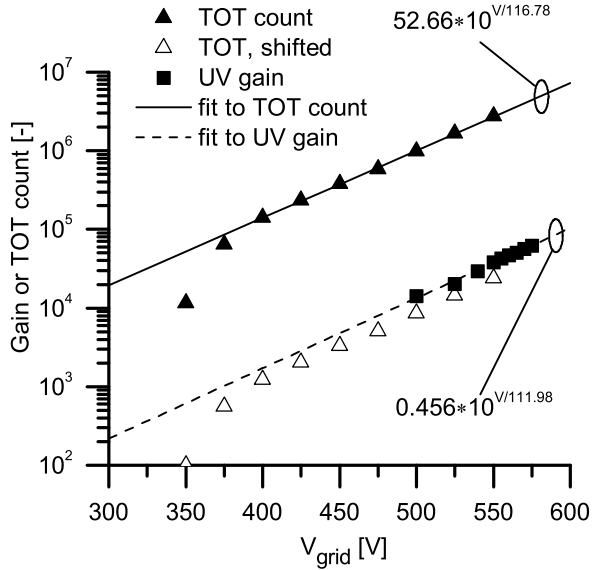 TOT count
TOT, shifted
UV gain
fit to TOT count
fit to UV gain
52.66*10^V/116.78
10^7
10^6
10^5
10^4
10^3
10^2
Gain or TOT count [-]
0.456*10^V/111.98
300 350 400 450 500 550 600
V_grid [V]